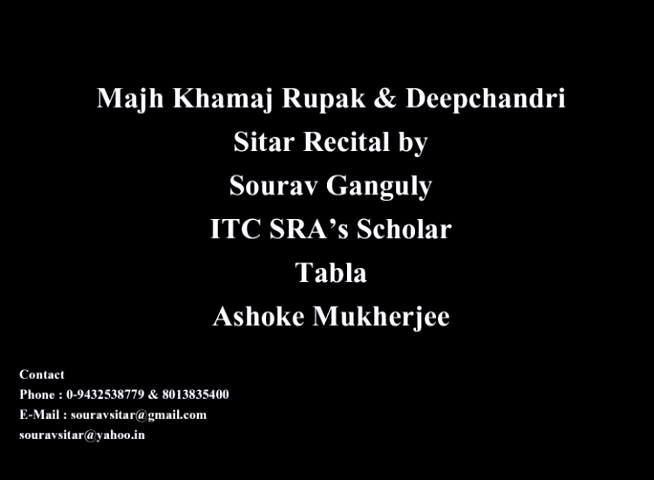 Majh Khamaj Rupak & Deepchandri
Sitar Recital by
Sourav Ganguly
ITC SRA's Scholar
Tabla
Ashoke Mukherjee
Contact
Phone : 0-9432538779 & 8013835400
E-Mail : souravsitar@gmail.com
souravsitar@yahoo.in